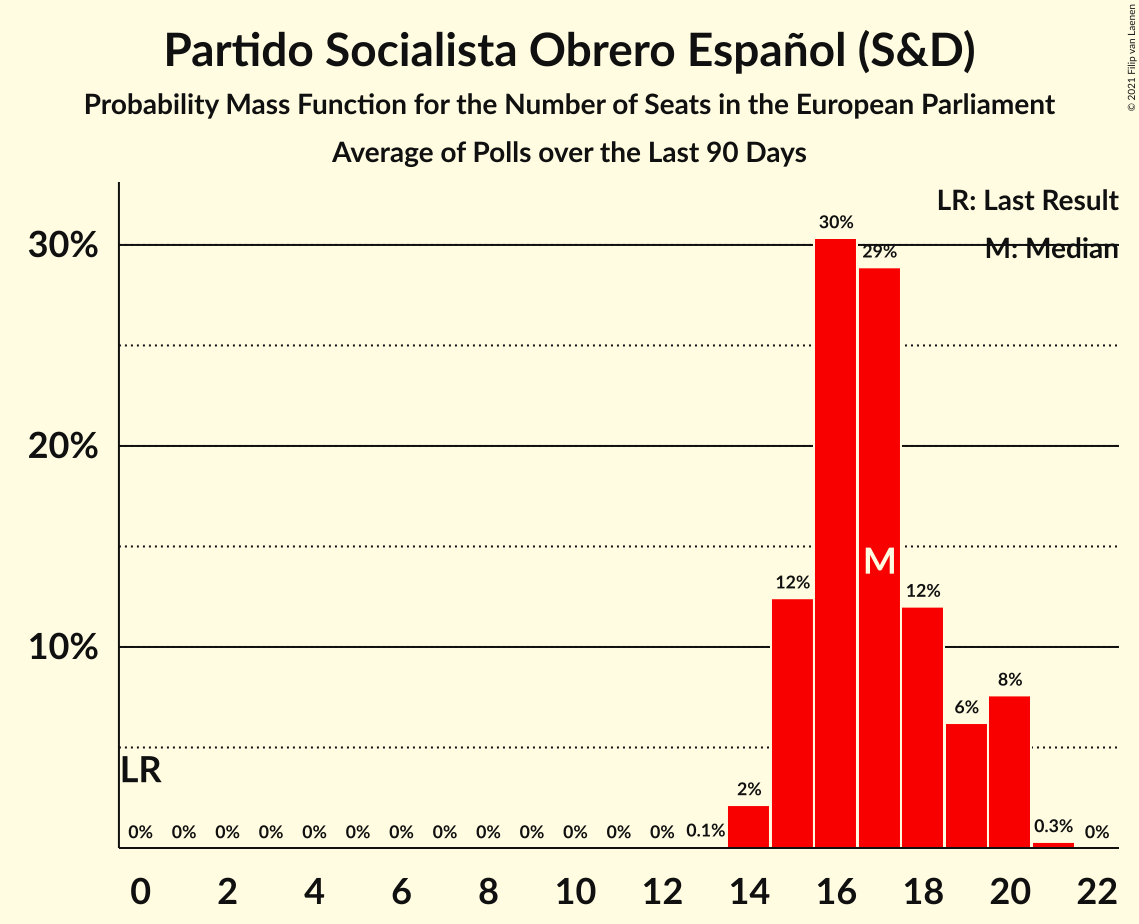 © 2021 Filip van Laenen
Partido Socialista Obrero Español (S&D)
Probability Mass Function for the Number of Seats in the European Parliament
Average of Polls over the Last 90 Days
LR: Last Result
M: Median
30%
20%
10%
30%
29%
M
12%
12%
8%
6%
LR
2%
0% 0% 0% 0% 0% 0% 0% 0% 0% 0% 0% 0% 0% 0.1% 0.3% 0%
0 2 4 6 8 10 12 14 16 18 20 22